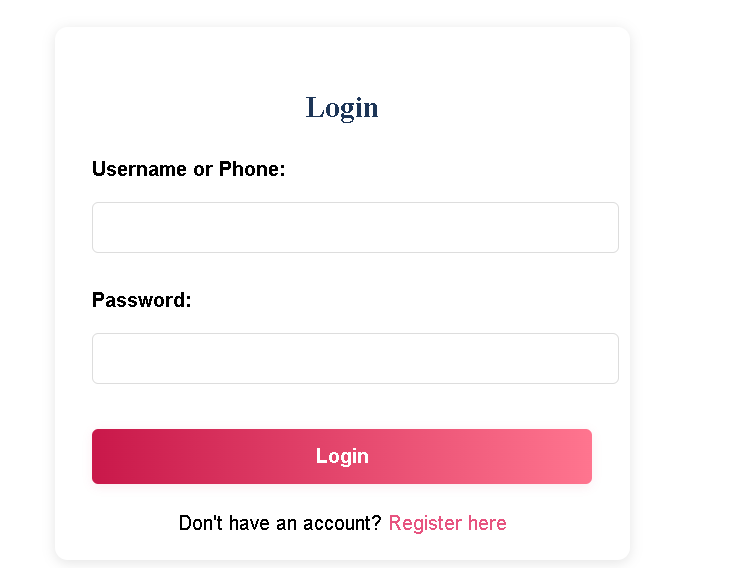 Login
Username or Phone:
Password:
Login
Don't have an account? Register here